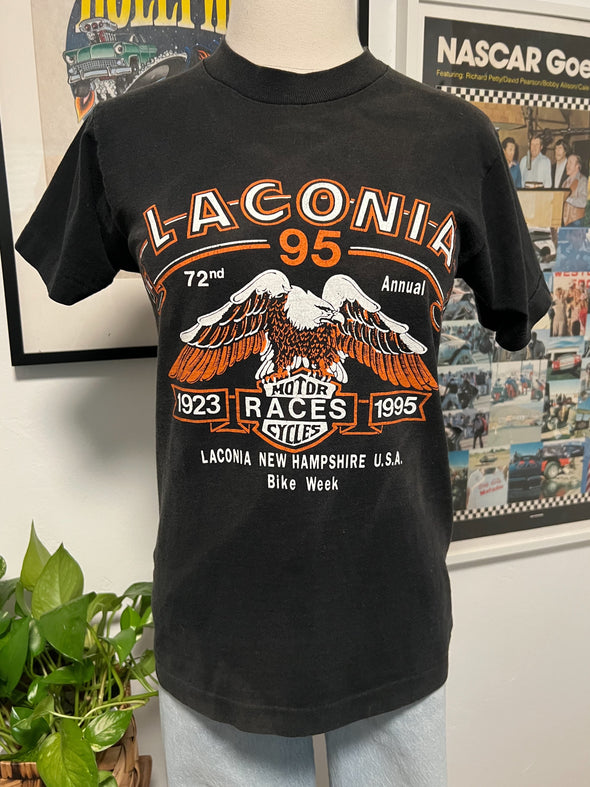 HOLLYW
NASCAR Goe
Featuring: Richard Petty/David Pearson/Bobby Allison/Cale
LACONIA
95
72nd Annual
MOTOR
1923 RACES 1995
CYCLES
LACONIA NEW HAMPSHIRE U.S.A.
Bike Week